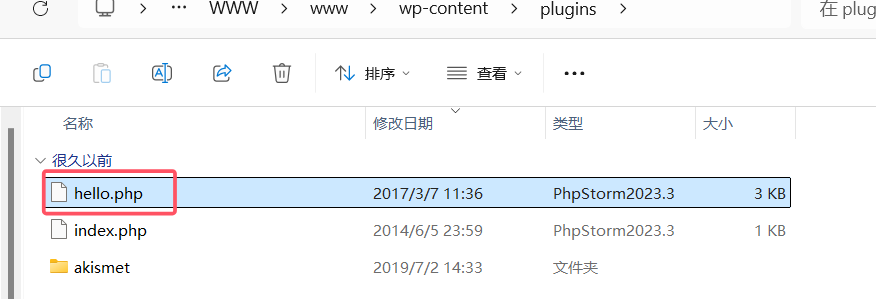 WWW > www > wp-content > plugins >
在 plug
排序 查看
名称 修改日期 类型 大小
很久以前
hello.php 2017/3/7 11:36 PhpStorm2023.3 3 KB
index.php 2014/6/5 23:59 PhpStorm2023.3 1 KB
akismet 2019/7/2 14:33 文件夹